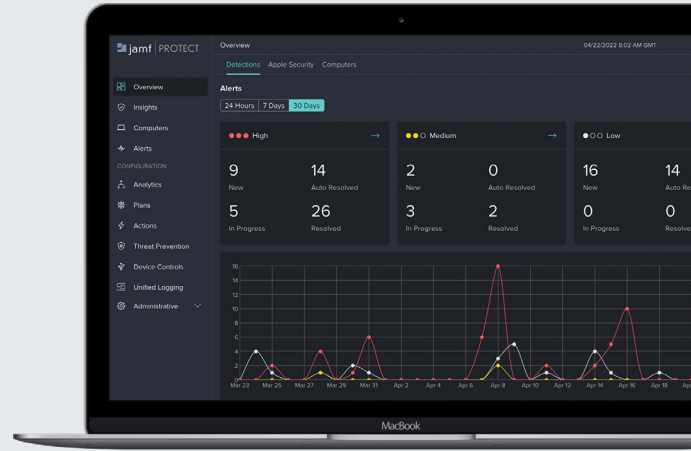 jamf PROTECT
Overview
04/22/2022 8:02 AM GMT
Detections Apple Security Computers
Overview
Insights
Computers
Alerts
CONFIGURATION
Analytics
Plans
Actions
Threat Prevention
Device Controls
Unified Logging
Administrative
Alerts
24 Hours 7 Days 30 Days
High
9 14
New Auto Resolved
5 26
In Progress Resolved
Medium
2 0
New Auto Resolved
3 2
In Progress Resolved
Low
16 14
New Auto Re
0 0
In Progress Resolve
16
14
12
10
8
6
4
2
0
Mar 23 Mar 25 Mar 27 Mar 29 Mar 31 Apr 2 Apr 4 Apr 6 Apr 8 Apr 10 Apr 12 Apr 14 Apr 16 Apr 18 Apr
MacBook